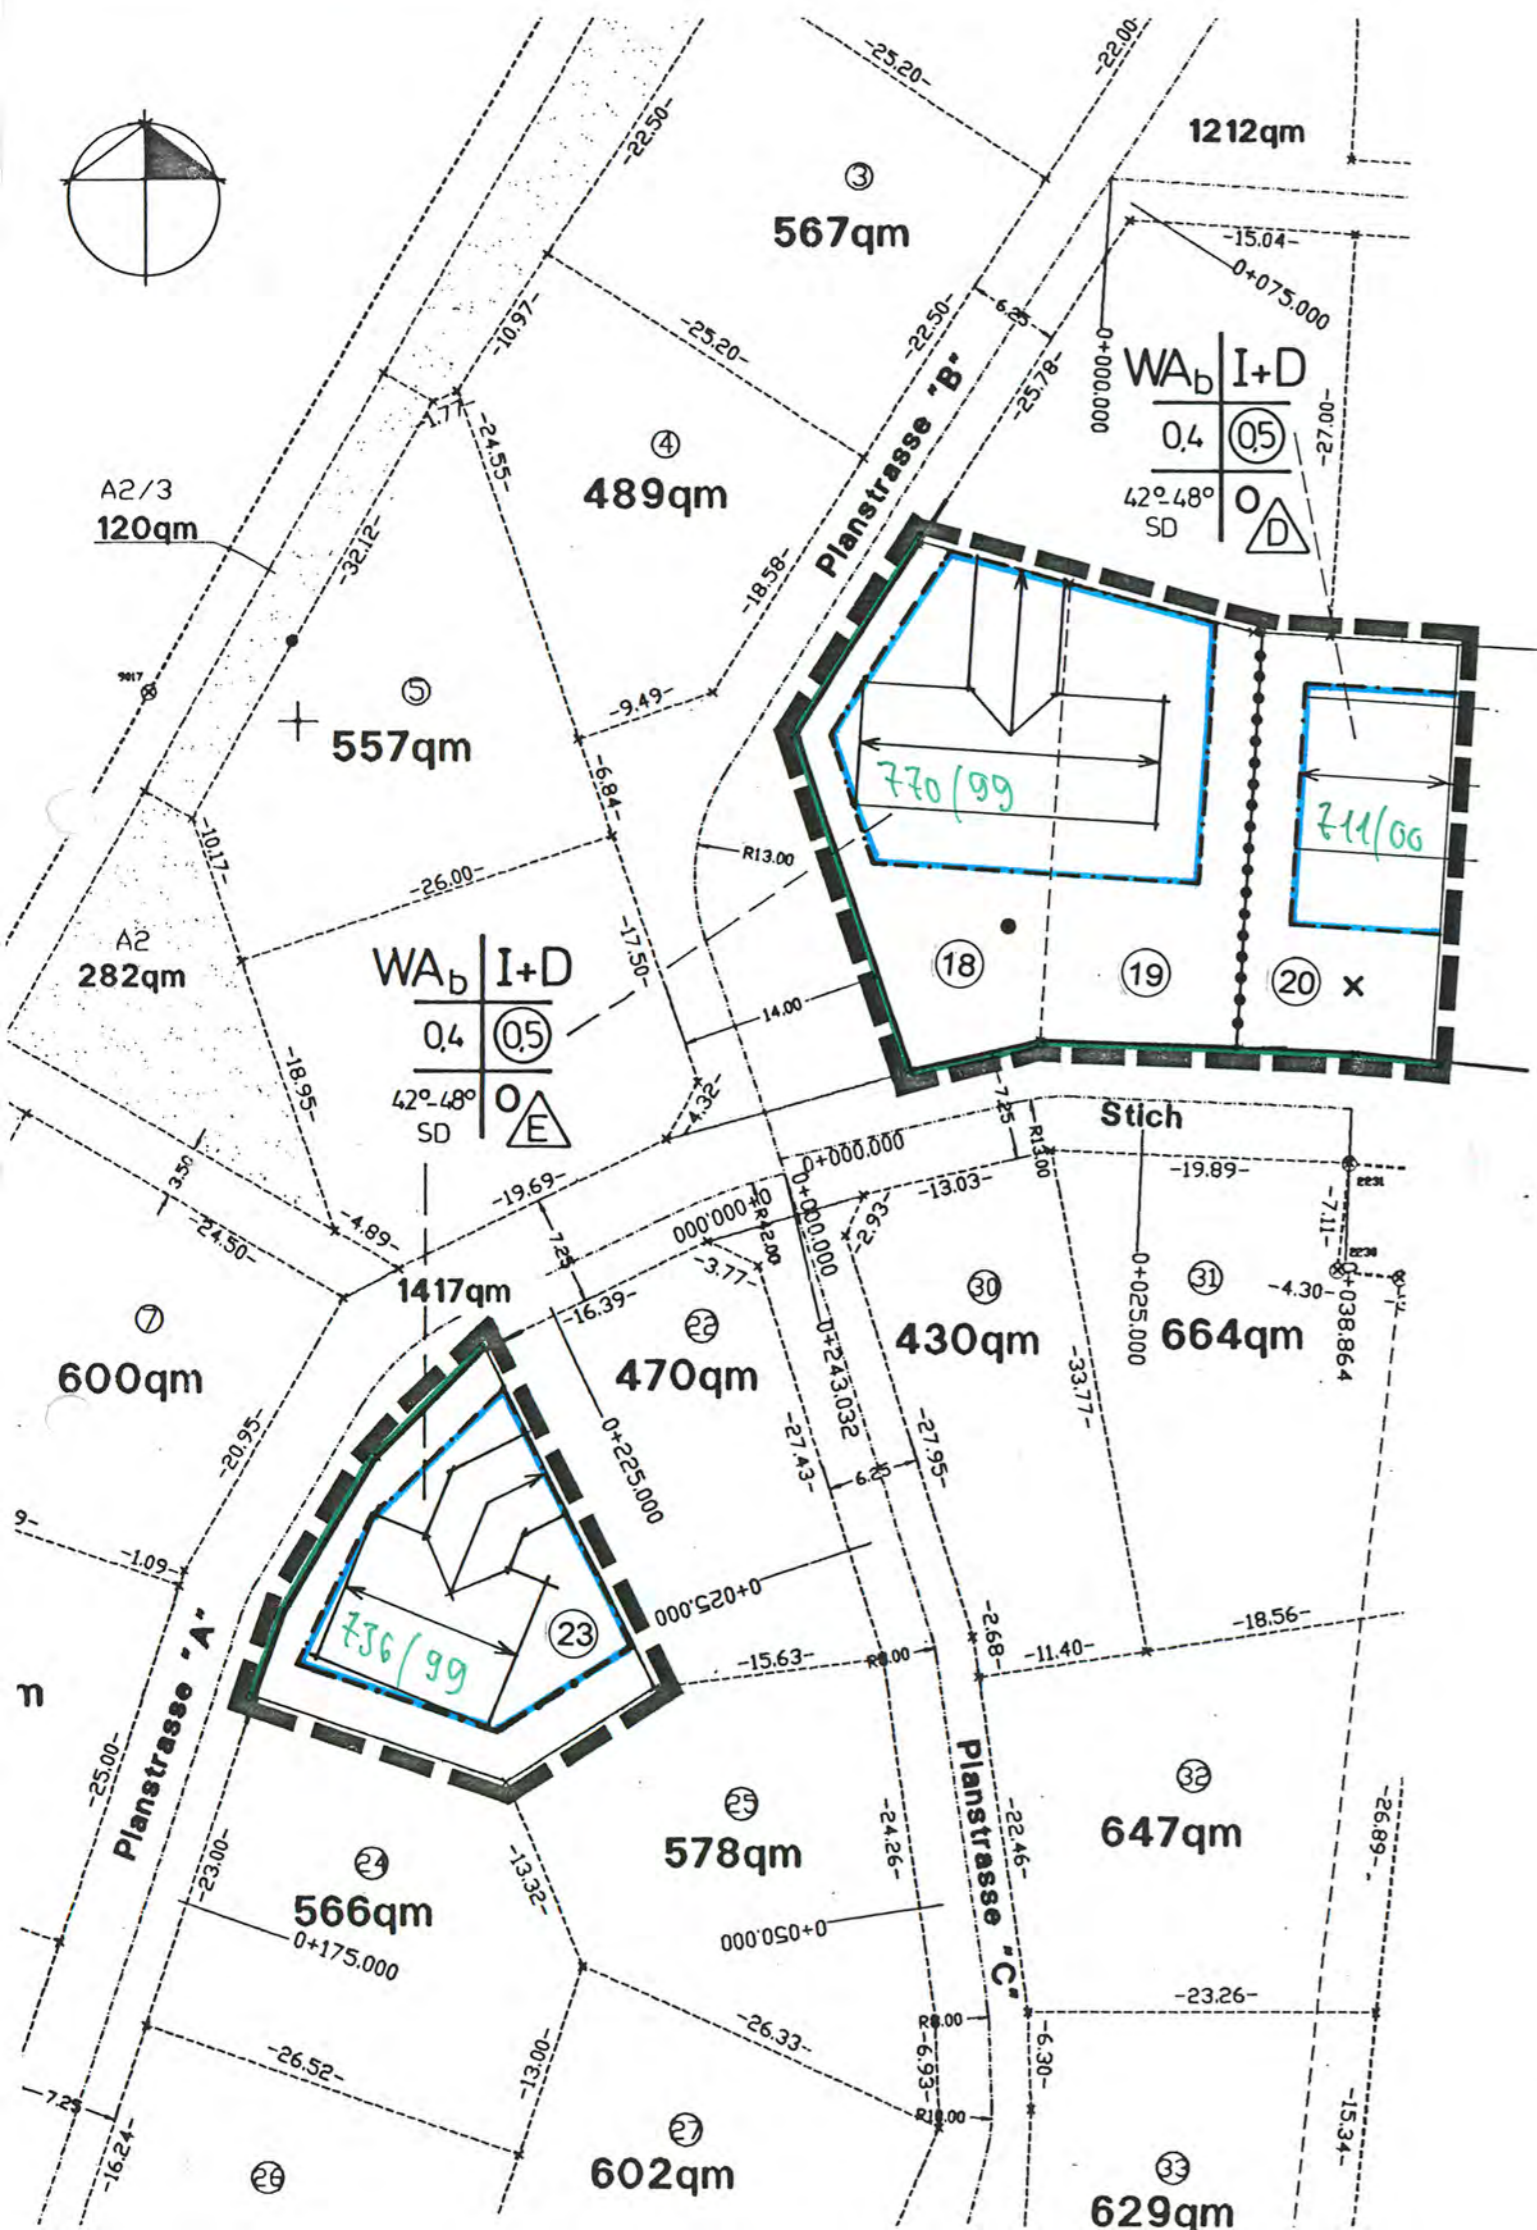 -25.20-
-22.00-
-22.50-
1212qm
③
567qm
-15.04-
0+075.000
-10.97-
-25.20-
-22.50-
6.25
-25.78-
0+000.000
WAb I+D
0,4 0,5
42°-48° O D
SD
-27.00-
-1.77-
-24.55-
④
489qm
Planstrasse "B"
A2/3
120qm
-32.12-
-18.58-
9017
⑤
557qm
-9.49-
-6.84-
770/99
711/00
R13.00
-10.17-
-26.00-
A2
282qm
-17.50-
WAb I+D
0,4 0,5
42°-48° O E
SD
14.00
18
19
20
x
-18.95-
-4.32-
-7.25-
R13.00
Stich
0+000.000
-19.89-
2231
3.50
-24.50-
-4.89-
-19.69-
7.25
0+000.000
R42.00
0+000.000
-2.93-
-13.03-
-7.11-
2230
-3.77-
1417qm
-16.39-
㉚
430qm
0+025.000
㉛
664qm
-4.30-
0+038.864
⑦
600qm
㉒
470qm
0+243.032
-33.77-
-20.95-
0+225.000
-27.43-
6.25
-27.95-
9-
-1.09-
736/99
23
0+025.000
-2.68-
-18.56-
-11.40-
-15.63-
R8.00
m
Planstrasse "A"
-25.00-
Planstrasse "C"
㉜
647qm
-26.89-
-23.00-
㉔
566qm
0+175.000
-13.32-
㉕
578qm
-24.26-
-22.46-
0+050.000
-23.26-
-26.52-
-13.00-
-26.33-
R8.00
-6.93-
-6.30-
R10.00
-7.25
-16.24-
-15.34-
㉖
㉗
602qm
㉝
629qm